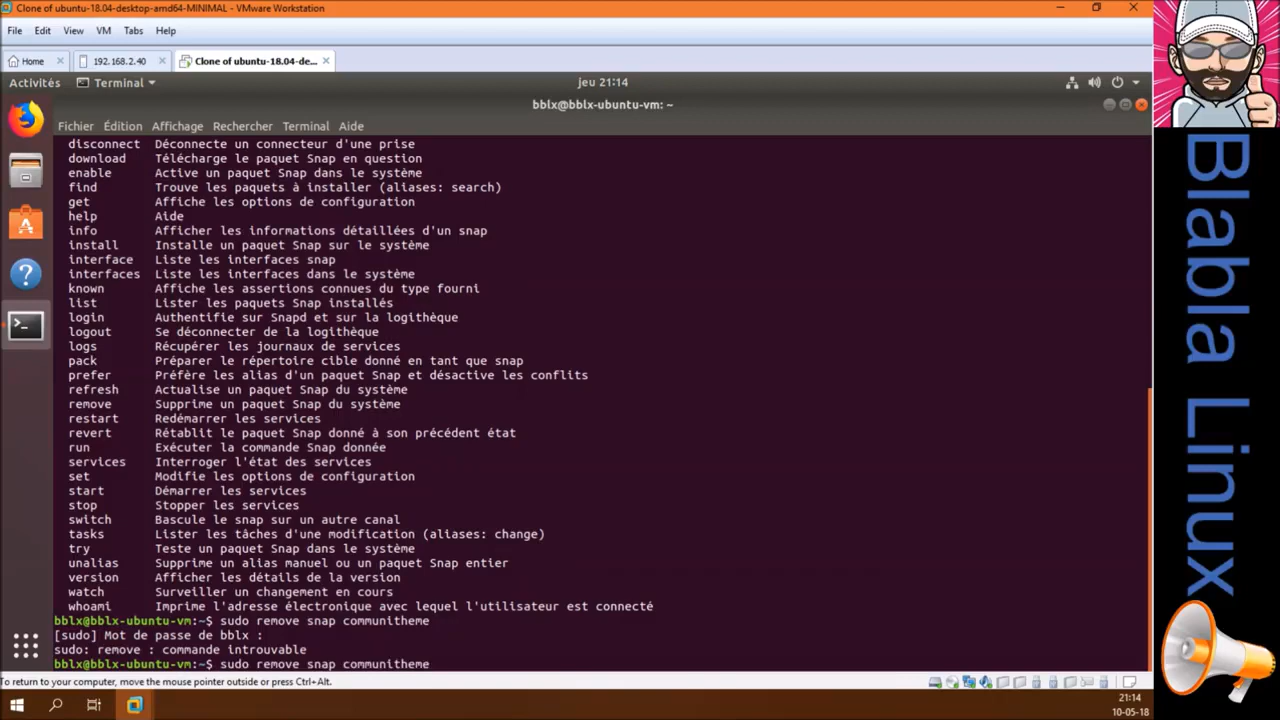 Clone of ubuntu-18.04-desktop-amd64-MINIMAL - VMware Workstation
File Edit View VM Tabs Help
Home 192.168.2.40 Clone of ubuntu-18.04-de...
Activités Terminal jeu 21:14
bblx@bblx-ubuntu-vm: ~
Fichier Édition Affichage Rechercher Terminal Aide
disconnect Déconnecte un connecteur d'une prise
download Télécharge le paquet Snap en question
enable Active un paquet Snap dans le système
find Trouve les paquets à installer (aliases: search)
get Affiche les options de configuration
help Aide
info Afficher les informations détaillées d'un snap
install Installe un paquet Snap sur le système
interface Liste les interfaces snap
interfaces Liste les interfaces dans le système
known Affiche les assertions connues du type fourni
list Lister les paquets Snap installés
login Authentifie sur Snapd et sur la logithèque
logout Se déconnecter de la logithèque
logs Récupérer les journaux de services
pack Préparer le répertoire cible donné en tant que snap
prefer Préfère les alias d'un paquet Snap et désactive les conflits
refresh Actualise un paquet Snap du système
remove Supprime un paquet Snap du système
restart Redémarrer les services
revert Rétablit le paquet Snap donné à son précédent état
run Exécuter la commande Snap donnée
services Interroger l'état des services
set Modifie les options de configuration
start Démarrer les services
stop Stopper les services
switch Bascule le snap sur un autre canal
tasks Lister les tâches d'une modification (aliases: change)
try Teste un paquet Snap dans le système
unalias Supprime un alias manuel ou un paquet Snap entier
version Afficher les détails de la version
watch Surveiller un changement en cours
whoami Imprime l'adresse électronique avec lequel l'utilisateur est connecté
bblx@bblx-ubuntu-vm:~$ sudo remove snap communitheme
[sudo] Mot de passe de bblx :
sudo: remove : commande introuvable
bblx@bblx-ubuntu-vm:~$ sudo remove snap communitheme
To return to your computer, move the mouse pointer outside or press Ctrl+Alt.
21:14
10-05-18
Blabla Linux